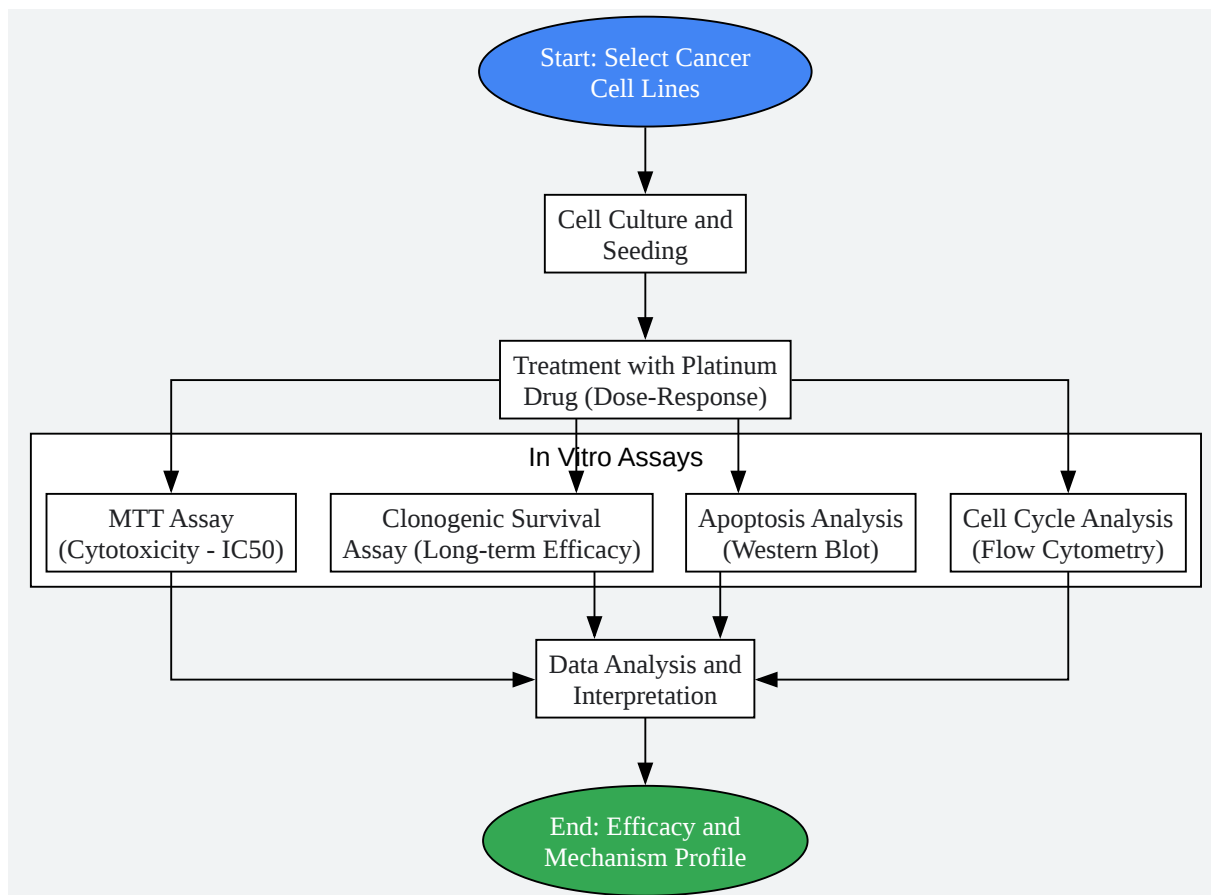 Start: Select Cancer
Cell Lines
Cell Culture and
Seeding
Treatment with Platinum
Drug (Dose-Response)
In Vitro Assays
MTT Assay
(Cytotoxicity - IC50)
Clonogenic Survival
Assay (Long-term Efficacy)
Apoptosis Analysis
(Western Blot)
Cell Cycle Analysis
(Flow Cytometry)
Data Analysis and
Interpretation
End: Efficacy and
Mechanism Profile